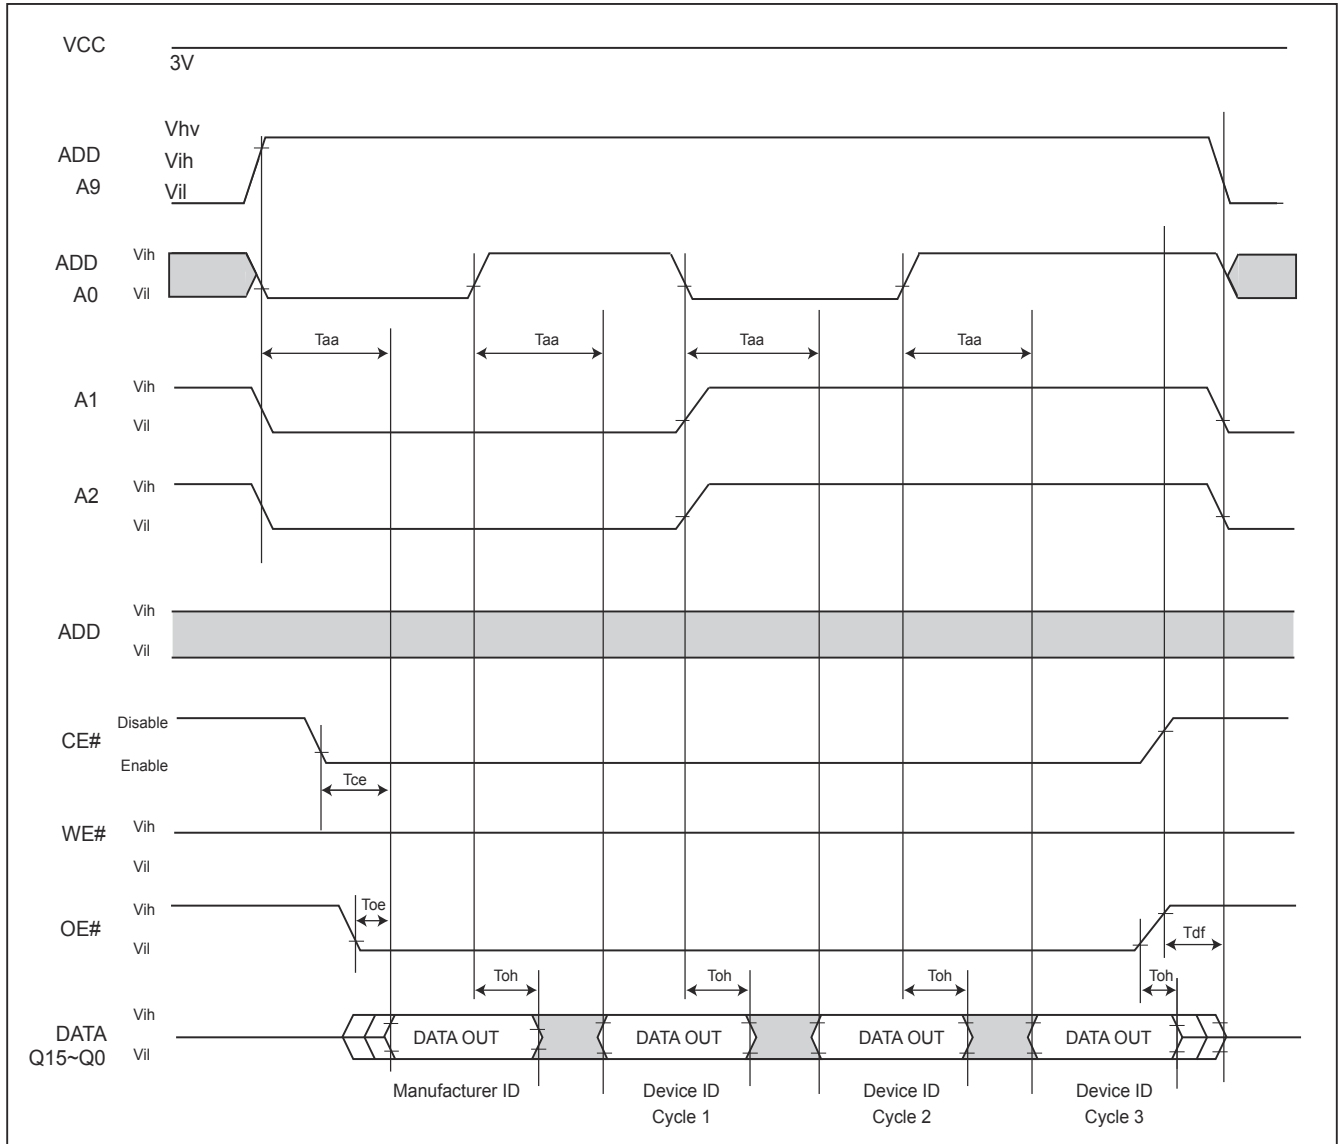 VCC
3V
ADD
A9
Vhv
Vih
Vil
ADD
A0
Vih
Vil
Taa Taa Taa Taa
A1
Vih
Vil
A2
Vih
Vil
ADD
Vih
Vil
CE#
Disable
Enable
Tce
WE#
Vih
Vil
OE#
Vih
Vil
Toe
Tdf
Toh Toh Toh Toh
DATA
Q15~Q0
Vih
Vil
DATA OUT DATA OUT DATA OUT DATA OUT
Manufacturer ID
Device ID
Cycle 1
Device ID
Cycle 2
Device ID
Cycle 3